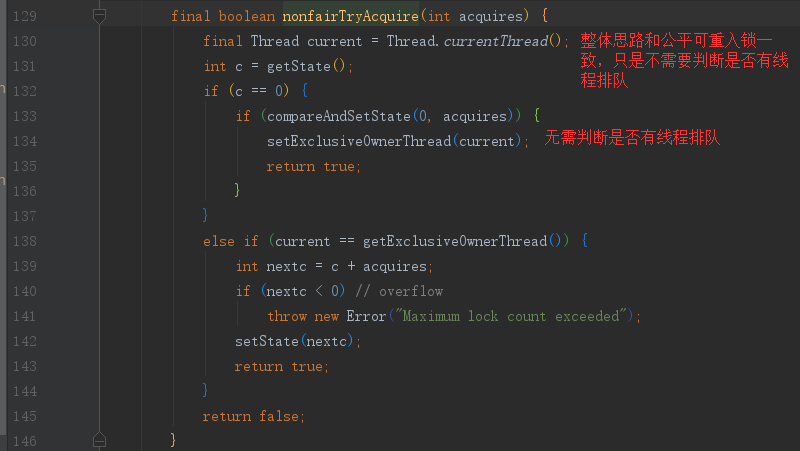 129 final boolean nonfairTryAcquire(int acquires) {
130 final Thread current = Thread.currentThread(); 整体思路和公平可重入锁一
致，只是不需要判断是否有线
程排队
131 int c = getState();
132 if (c == 0) {
133 if (compareAndSetState(0, acquires)) {
134 setExclusiveOwnerThread(current); 无需判断是否有线程排队
135 return true;
136 }
137 }
138 else if (current == getExclusiveOwnerThread()) {
139 int nextc = c + acquires;
140 if (nextc < 0) // overflow
141 throw new Error("Maximum lock count exceeded");
142 setState(nextc);
143 return true;
144 }
145 return false;
146 }